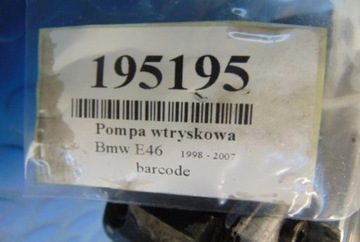 195195
Pompa wtryskowa
Bmw E46 1998 - 2007
barcode